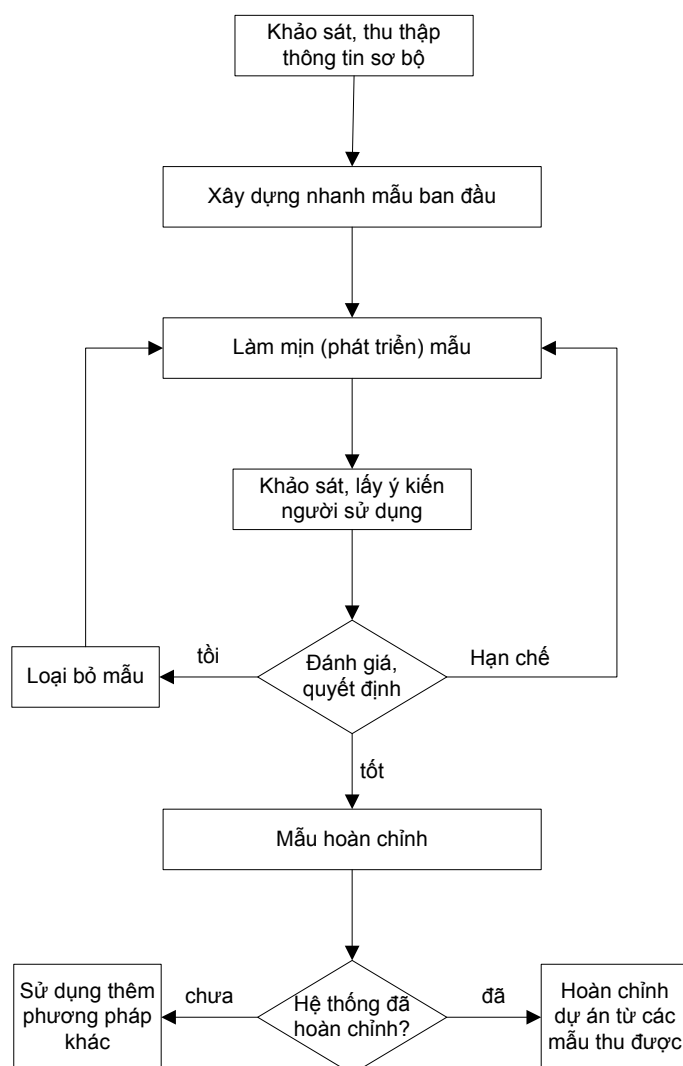 Khảo sát, thu thập
thông tin sơ bộ
Xây dựng nhanh mẫu ban đầu
Làm mịn (phát triển) mẫu
Khảo sát, lấy ý kiến
người sử dụng
Loại bỏ mẫu
tồi
Đánh giá,
quyết định
Hạn chế
tốt
Mẫu hoàn chỉnh
Sử dụng thêm
phương pháp
khác
chưa
Hệ thống đã
hoàn chỉnh?
đã
Hoàn chỉnh
dự án từ các
mẫu thu được